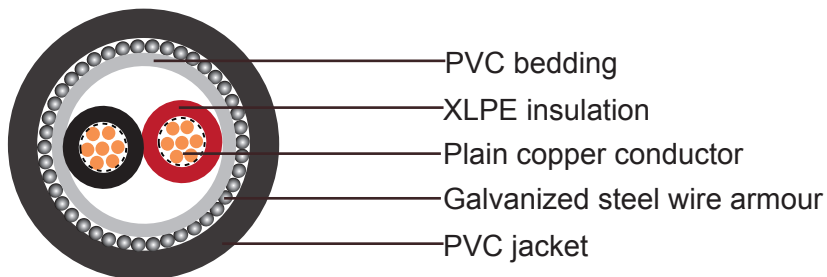 PVC bedding
XLPE insulation
Plain copper conductor
Galvanized steel wire armour
PVC jacket